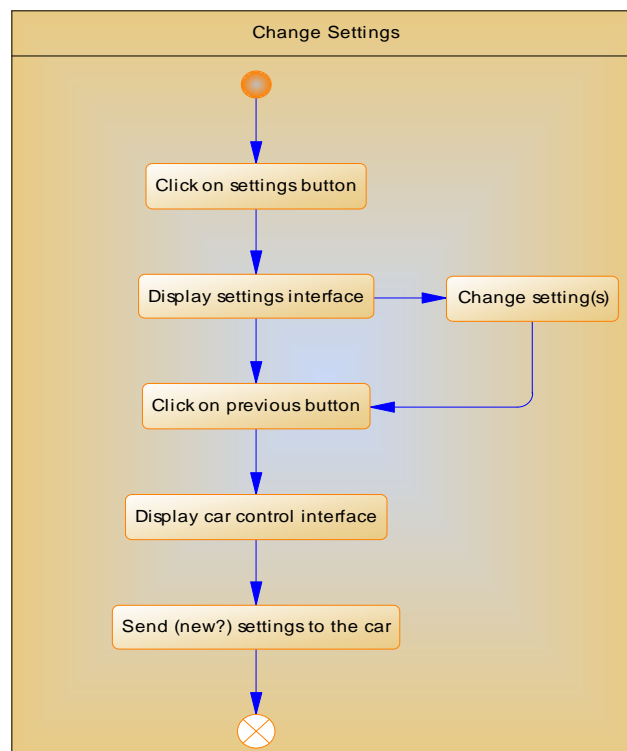 Change Settings
Click on settings button
Display settings interface
Change setting(s)
Click on previous button
Display car control interface
Send (new?) settings to the car